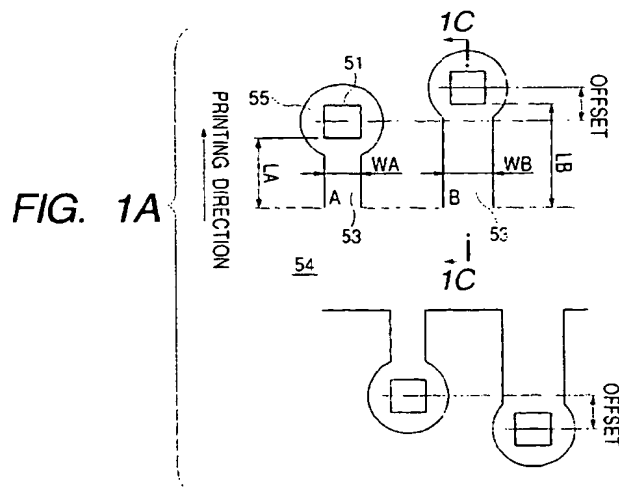 1C
51
55
OFFSET
PRINTING DIRECTION
LA
WA
WB
LB
A
B
FIG. 1A
53
53
54
1C
OFFSET